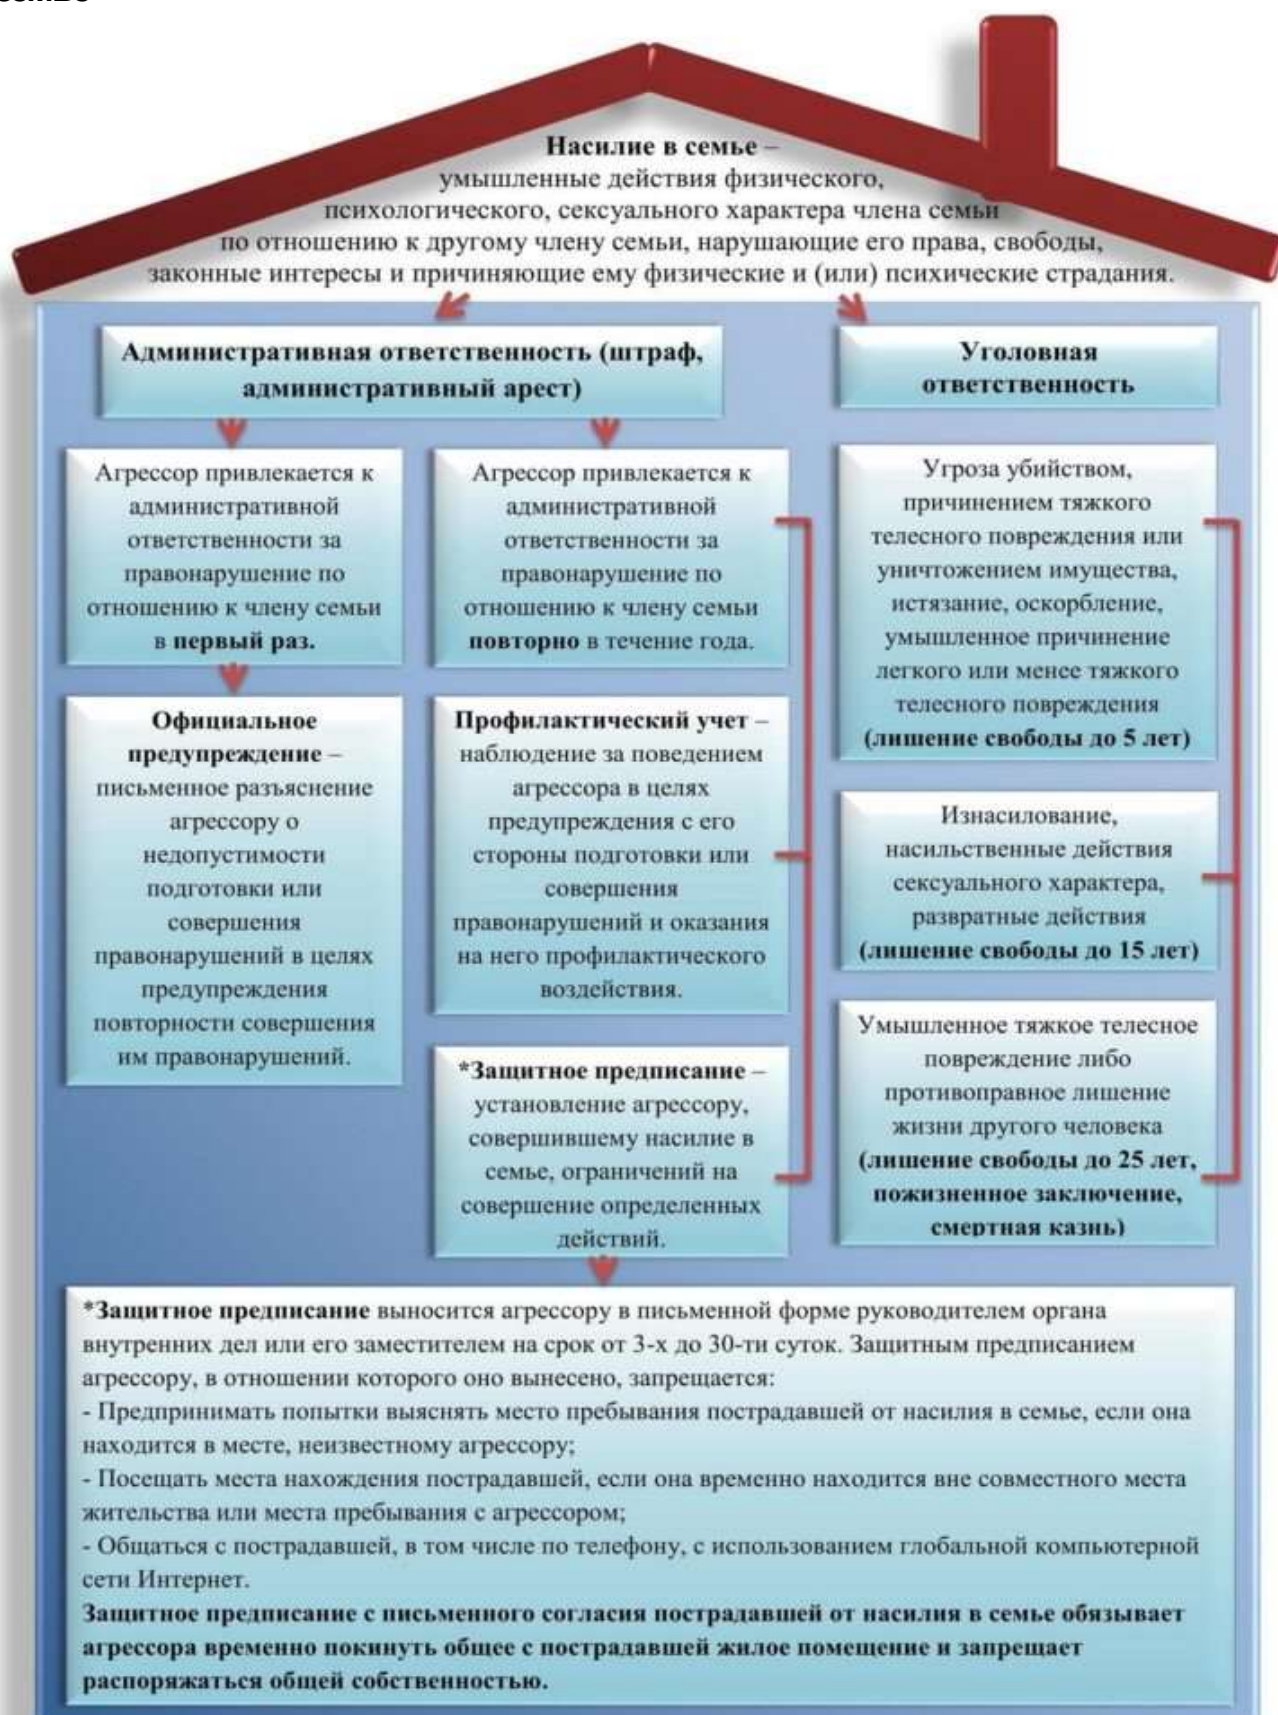 Насилие в семье –
умышленные действия физического,
психологического, сексуального характера члена семьи
по отношению к другому члену семьи, нарушающие его права, свободы,
законные интересы и причиняющие ему физические и (или) психические страдания.
Административная ответственность (штраф,
административный арест)
Агрессор привлекается к
административной
ответственности за
правонарушение по
отношению к члену семьи
в первый раз.
Официальное
предупреждение –
письменное разъяснение
агрессору о
недопустимости
подготовки или
совершения
правонарушений в целях
предупреждения
повторности совершения
им правонарушений.
Агрессор привлекается к
административной
ответственности за
правонарушение по
отношению к члену семьи
повторно в течение года.
Профилактический учет –
наблюдение за поведением
агрессора в целях
предупреждения с его
стороны подготовки или
совершения
правонарушений и оказания
на него профилактического
воздействия.
*Защитное предписание –
установление агрессору,
совершившему насилие в
семье, ограничений на
совершение определенных
действий.
Уголовная
ответственность
Угроза убийством,
причинением тяжкого
телесного повреждения или
уничтожением имущества,
истязание, оскорбление,
умышленное причинение
легкого или менее тяжкого
телесного повреждения
(лишение свободы до 5 лет)
Изнасилование,
насильственные действия
сексуального характера,
развратные действия
(лишение свободы до 15 лет)
Умышленное тяжкое телесное
повреждение либо
противоправное лишение
жизни другого человека
(лишение свободы до 25 лет,
пожизненное заключение,
смертная казнь)
*Защитное предписание выносится агрессору в письменной форме руководителем органа
внутренних дел или его заместителем на срок от 3-х до 30-ти суток. Защитным предписанием
агрессору, в отношении которого оно вынесено, запрещается:
- Предпринимать попытки выяснять место пребывания пострадавшей от насилия в семье, если она
находится в месте, неизвестному агрессору;
- Посещать места нахождения пострадавшей, если она временно находится вне совместного места
жительства или места пребывания с агрессором;
- Общаться с пострадавшей, в том числе по телефону, с использованием глобальной компьютерной
сети Интернет.
Защитное предписание с письменного согласия пострадавшей от насилия в семье обязывает
агрессора временно покинуть общее с пострадавшей жилое помещение и запрещает
распоряжаться общей собственностью.